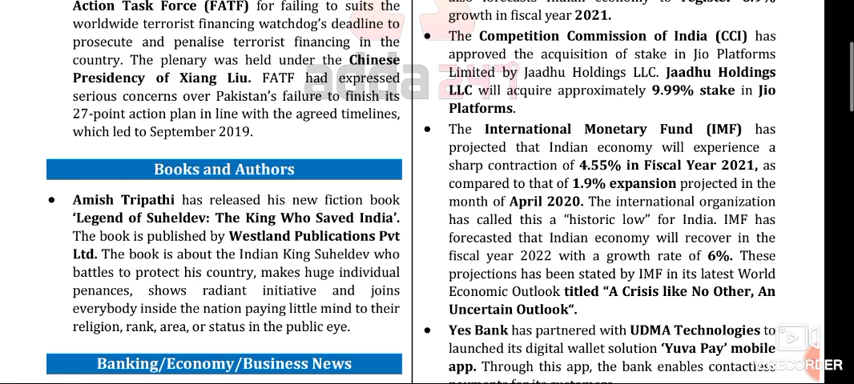 Action Task Force (FATF) for failing to suits the
worldwide terrorist financing watchdog's deadline to
prosecute and penalise terrorist financing in the
country. The plenary was held under the Chinese
Presidency of Xiang Liu. FATF had expressed
serious concerns over Pakistan's failure to finish its
27-point action plan in line with the agreed timelines,
which led to September 2019.
Books and Authors
• Amish Tripathi has released his new fiction book
'Legend of Suheldev: The King Who Saved India'.
The book is published by Westland Publications Pvt
Ltd. The book is about the Indian King Suheldev who
battles to protect his country, makes huge individual
penances, shows radiant initiative and joins
everybody inside the nation paying little mind to their
religion, rank, area, or status in the public eye.
Banking/Economy/Business News
growth in fiscal year 2021.
• The Competition Commission of India (CCI) has
approved the acquisition of stake in Jio Platforms
Limited by Jaadhu Holdings LLC. Jaadhu Holdings
LLC will acquire approximately 9.99% stake in Jio
Platforms.
• The International Monetary Fund (IMF) has
projected that Indian economy will experience a
sharp contraction of 4.55% in Fiscal Year 2021, as
compared to that of 1.9% expansion projected in the
month of April 2020. The international organization
has called this a "historic low" for India. IMF has
forecasted that Indian economy will recover in the
fiscal year 2022 with a growth rate of 6%. These
projections has been stated by IMF in its latest World
Economic Outlook titled "A Crisis like No Other, An
Uncertain Outlook".
• Yes Bank has partnered with UDMA Technologies to
launched its digital wallet solution 'Yuva Pay' mobile
app. Through this app, the bank enables contactless
adda247
RECORDER